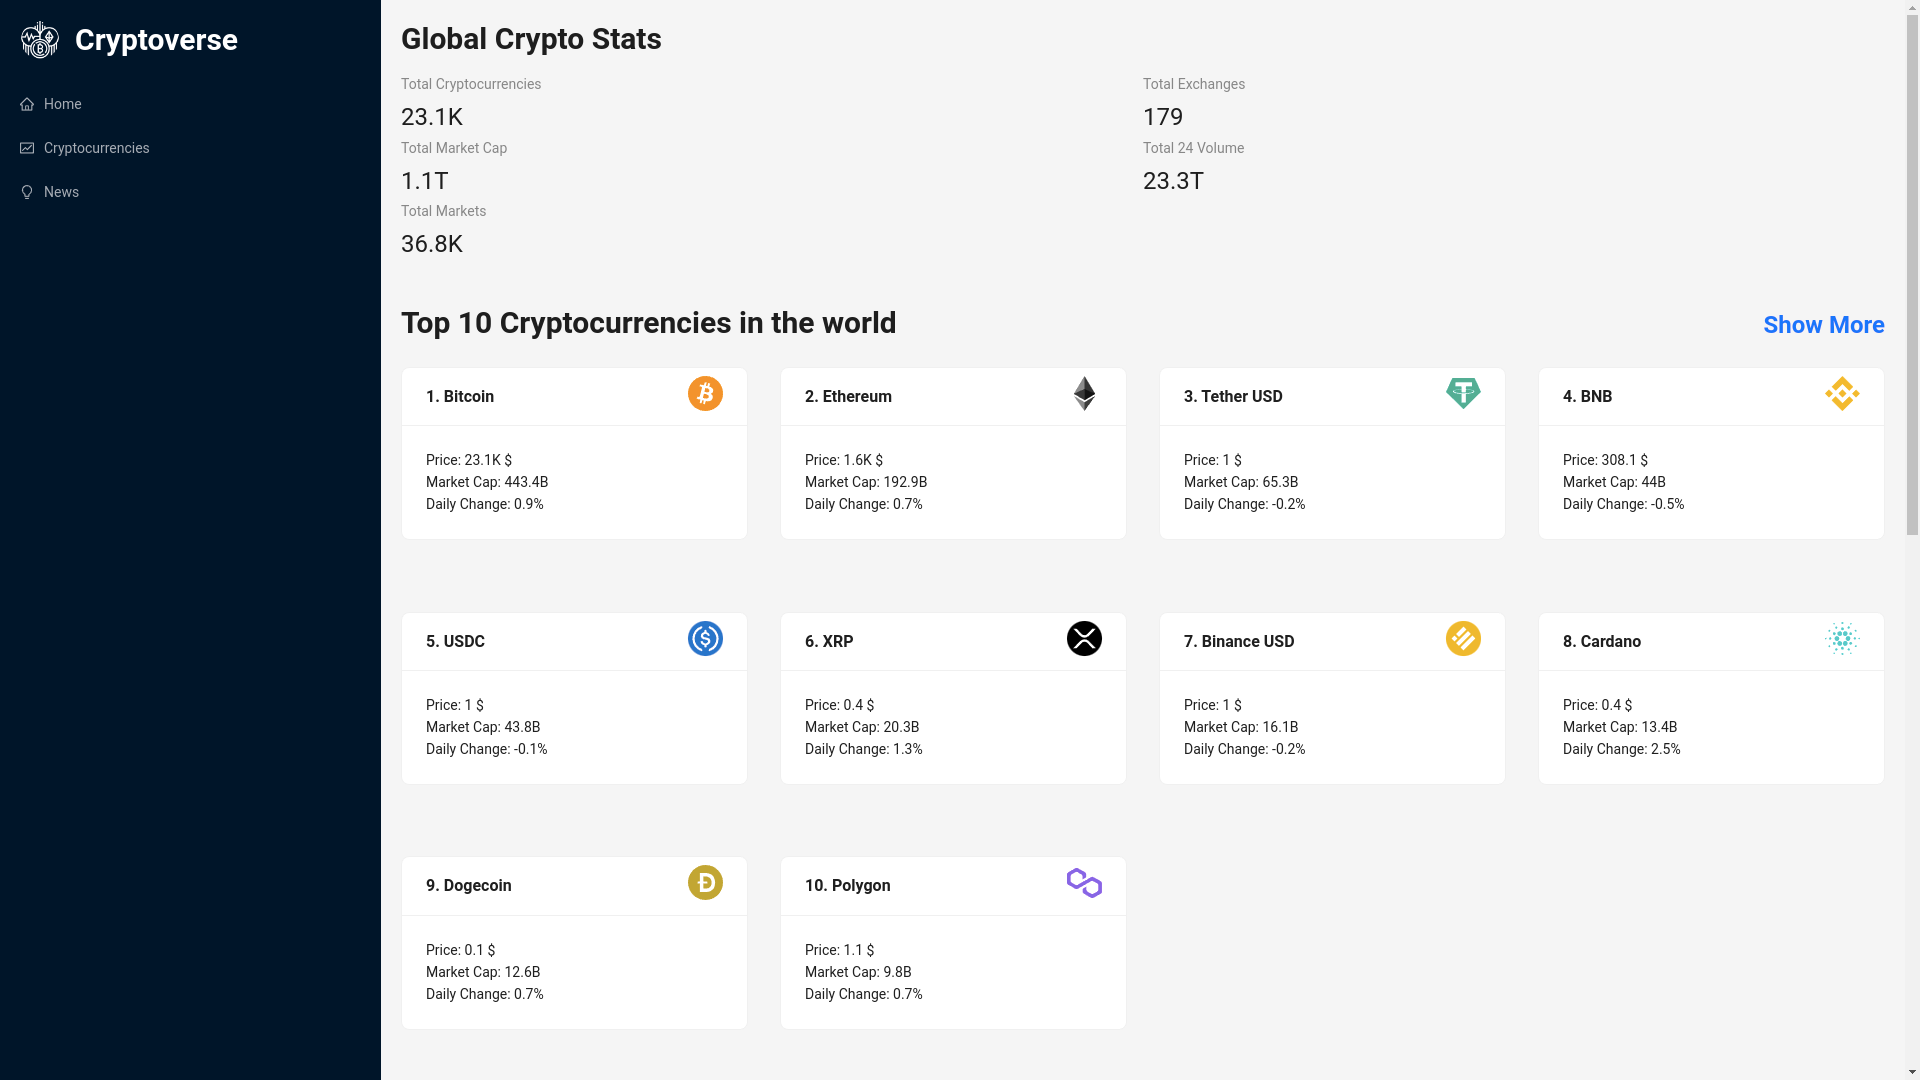 Cryptoverse
Home
Cryptocurrencies
News
Global Crypto Stats
Total Cryptocurrencies
23.1K
Total Exchanges
179
Total Market Cap
1.1T
Total 24 Volume
23.3T
Total Markets
36.8K
Top 10 Cryptocurrencies in the world
Show More
1. Bitcoin
Price: 23.1K $
Market Cap: 443.4B
Daily Change: 0.9%
2. Ethereum
Price: 1.6K $
Market Cap: 192.9B
Daily Change: 0.7%
3. Tether USD
Price: 1 $
Market Cap: 65.3B
Daily Change: -0.2%
4. BNB
Price: 308.1 $
Market Cap: 44B
Daily Change: -0.5%
5. USDC
Price: 1 $
Market Cap: 43.8B
Daily Change: -0.1%
6. XRP
Price: 0.4 $
Market Cap: 20.3B
Daily Change: 1.3%
7. Binance USD
Price: 1 $
Market Cap: 16.1B
Daily Change: -0.2%
8. Cardano
Price: 0.4 $
Market Cap: 13.4B
Daily Change: 2.5%
9. Dogecoin
Price: 0.1 $
Market Cap: 12.6B
Daily Change: 0.7%
10. Polygon
Price: 1.1 $
Market Cap: 9.8B
Daily Change: 0.7%